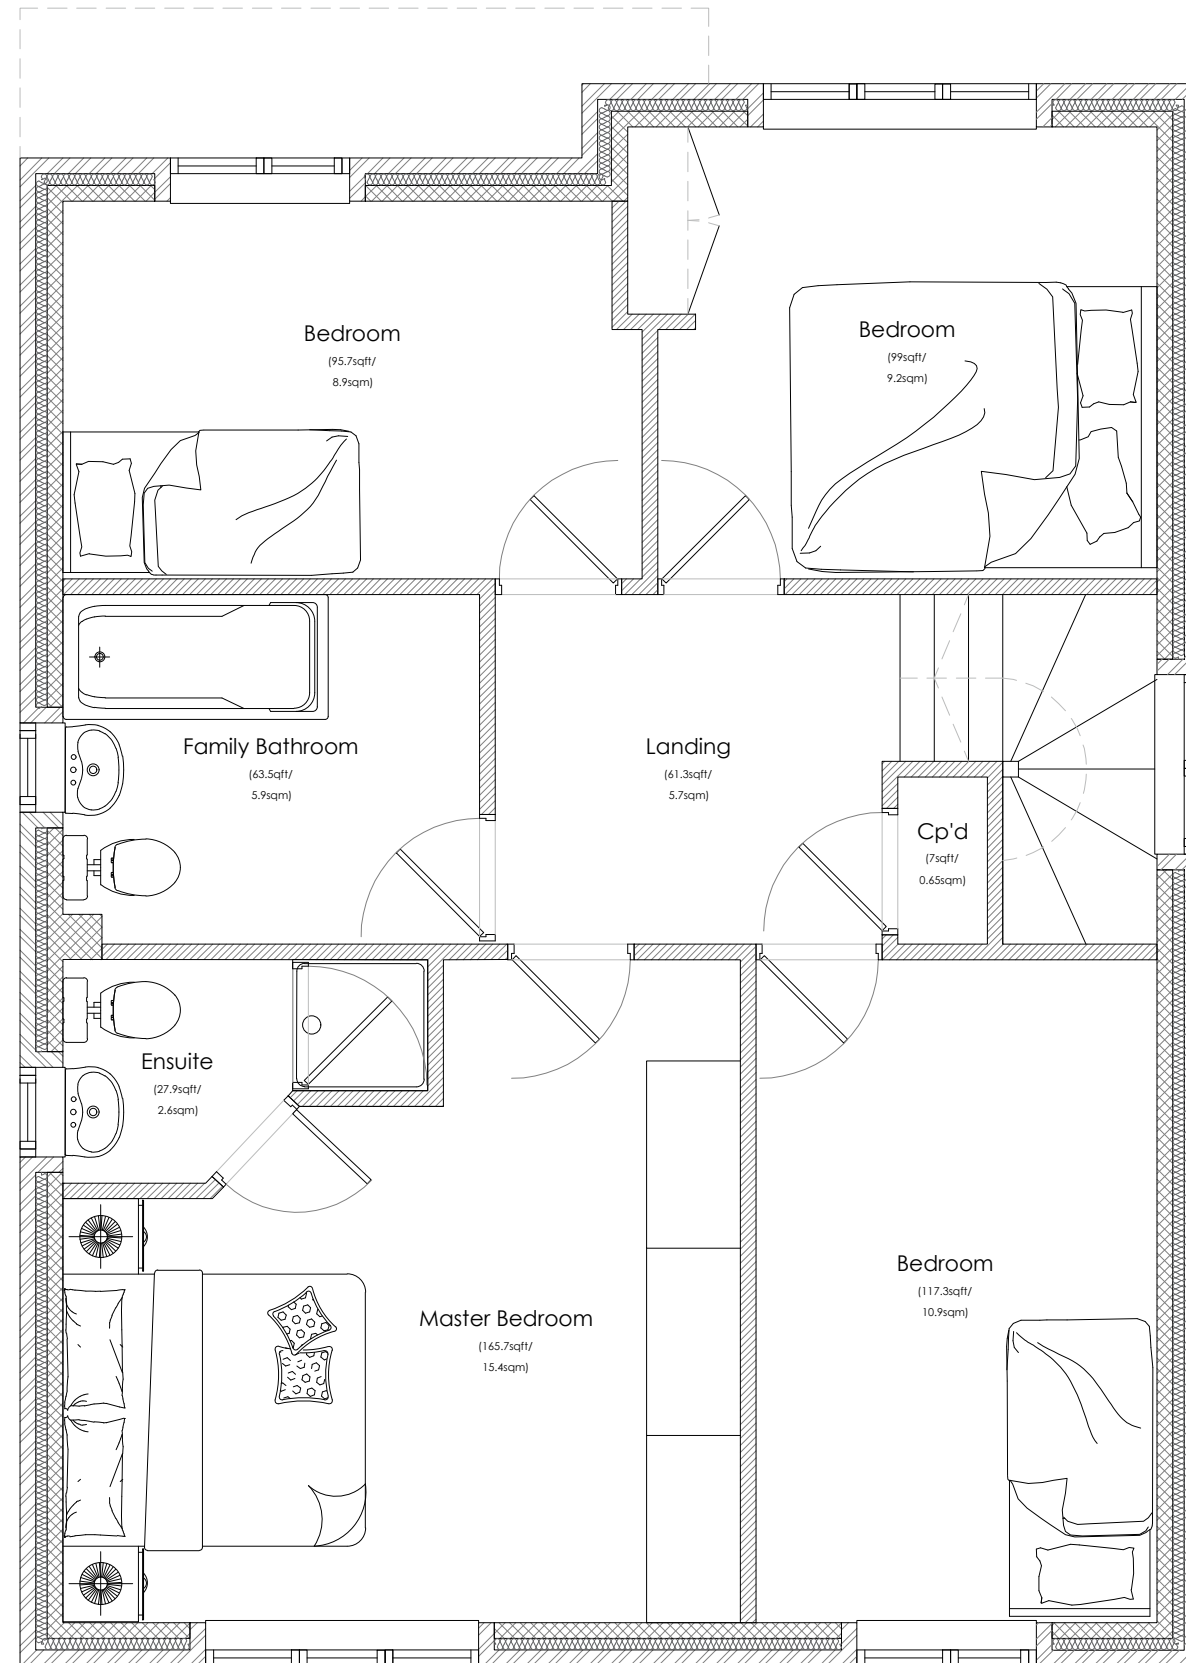 Bedroom
(95.7sqft/
8.9sqm)
Bedroom
(99sqft/
9.2sqm)
Family Bathroom
(63.5sqft/
5.9sqm)
Landing
(61.3sqft/
5.7sqm)
Cp'd
(7sqft/
0.65sqm)
Ensuite
(27.9sqft/
2.6sqm)
Master Bedroom
(165.7sqft/
15.4sqm)
Bedroom
(117.3sqft/
10.9sqm)